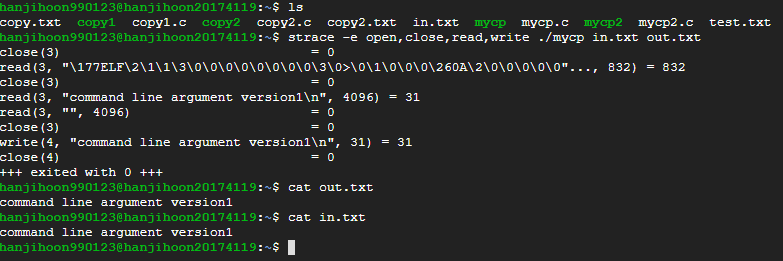 hanjihoon990123@hanjihoon20174119:~$ ls
copy.txt copy1 copy1.c copy2 copy2.c copy2.txt in.txt mycp mycp.c mycp2 mycp2.c test.txt
hanjihoon990123@hanjihoon20174119:~$ strace -e open,close,read,write ./mycp in.txt out.txt
close(3) = 0
read(3, "\177ELF\2\1\1\3\0\0\0\0\0\0\0\0\3\0>\0\1\0\0\0\260A\2\0\0\0\0\0"..., 832) = 832
close(3) = 0
read(3, "command line argument version1\n", 4096) = 31
read(3, "", 4096) = 0
close(3) = 0
write(4, "command line argument version1\n", 31) = 31
close(4) = 0
+++ exited with 0 +++
hanjihoon990123@hanjihoon20174119:~$ cat out.txt
command line argument version1
hanjihoon990123@hanjihoon20174119:~$ cat in.txt
command line argument version1
hanjihoon990123@hanjihoon20174119:~$